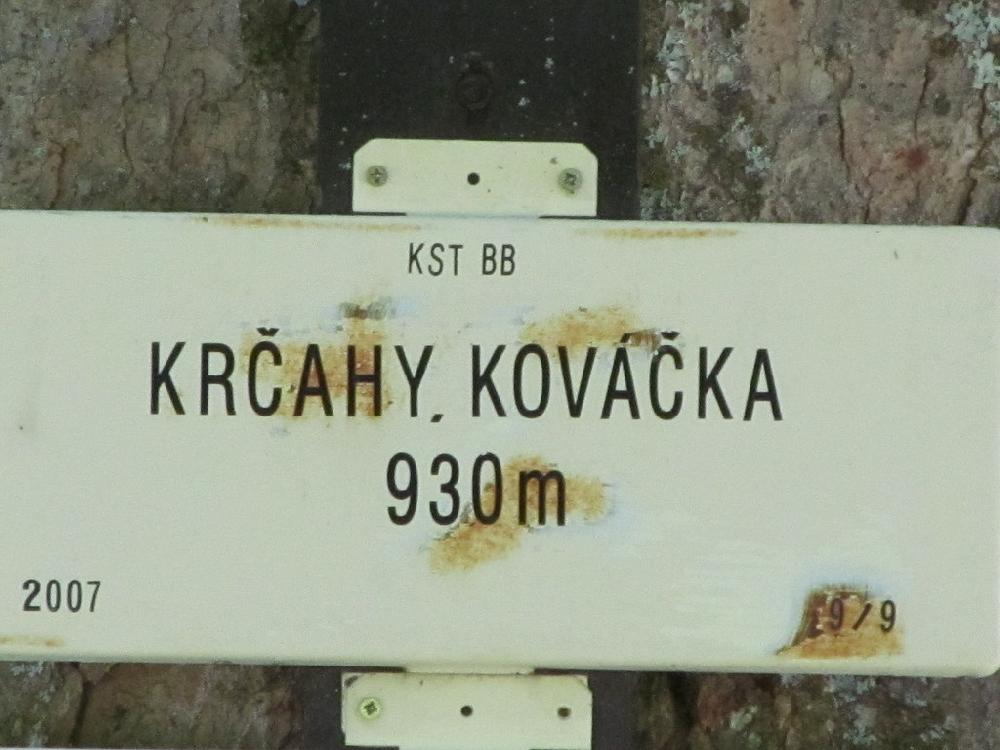 KST BB
KRČAHY, KOVÁČKA
930m
2007
9/9